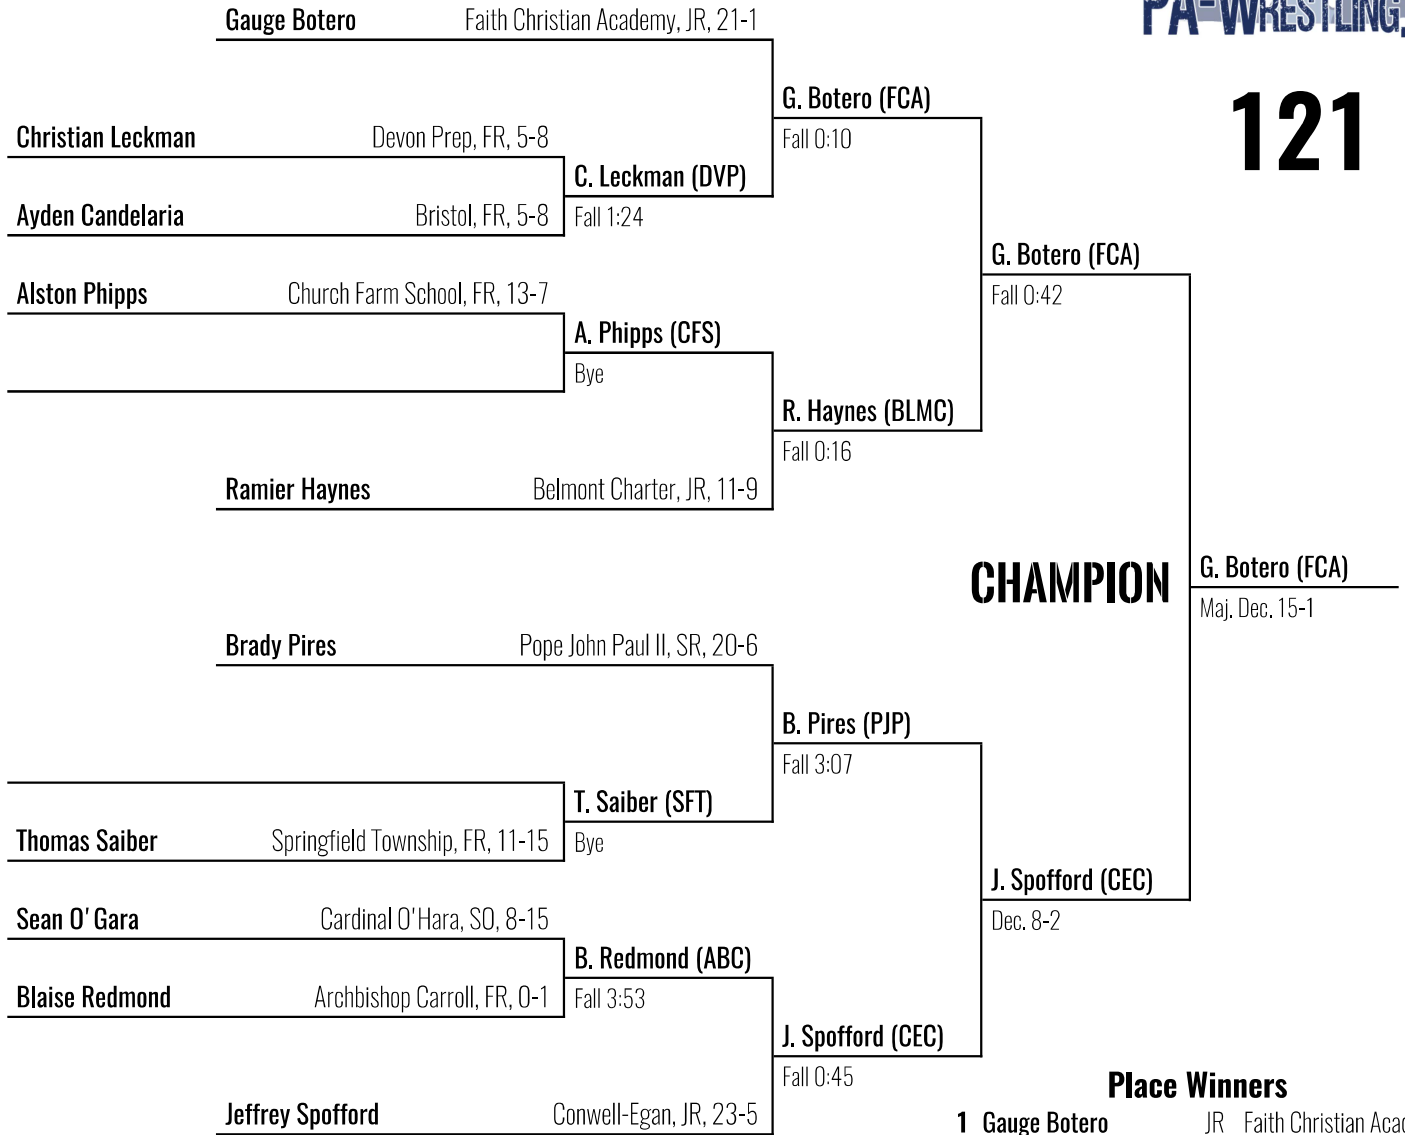 PA-WRESTLING.
121
Gauge Botero Faith Christian Academy, JR, 21-1
G. Botero (FCA)
Fall 0:10
Christian Leckman Devon Prep, FR, 5-8
C. Leckman (DVP)
Fall 1:24
Ayden Candelaria Bristol, FR, 5-8
G. Botero (FCA)
Fall 0:42
Alston Phipps Church Farm School, FR, 13-7
A. Phipps (CFS)
Bye
R. Haynes (BLMC)
Fall 0:16
Ramier Haynes Belmont Charter, JR, 11-9
CHAMPION
G. Botero (FCA)
Maj. Dec. 15-1
Brady Pires Pope John Paul II, SR, 20-6
B. Pires (PJP)
Fall 3:07
T. Saiber (SFT)
Bye
Thomas Saiber Springfield Township, FR, 11-15
J. Spofford (CEC)
Dec. 8-2
Sean O'Gara Cardinal O'Hara, SO, 8-15
B. Redmond (ABC)
Fall 3:53
Blaise Redmond Archbishop Carroll, FR, 0-1
J. Spofford (CEC)
Fall 0:45
Jeffrey Spofford Conwell-Egan, JR, 23-5
Place Winners
1 Gauge Botero JR Faith Christian Acad